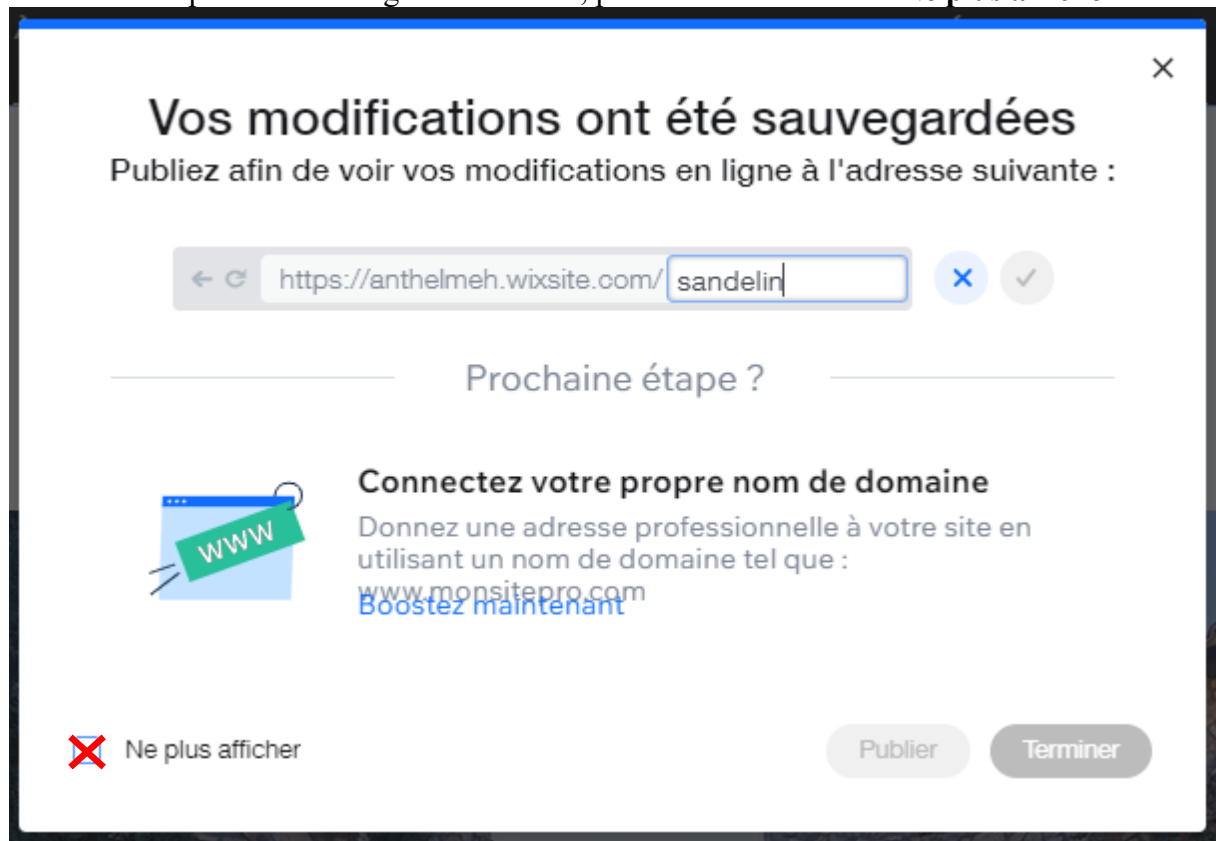 Vos modifications ont été sauvegardées
Publiez afin de voir vos modifications en ligne à l'adresse suivante :
https://anthelmeh.wixsite.com/ sandelin
Prochaine étape ?
Connectez votre propre nom de domaine
WWW
Donnez une adresse professionnelle à votre site en
utilisant un nom de domaine tel que :
www.monsitepro.com
Boostez maintenant
Ne plus afficher
Publier
Terminer